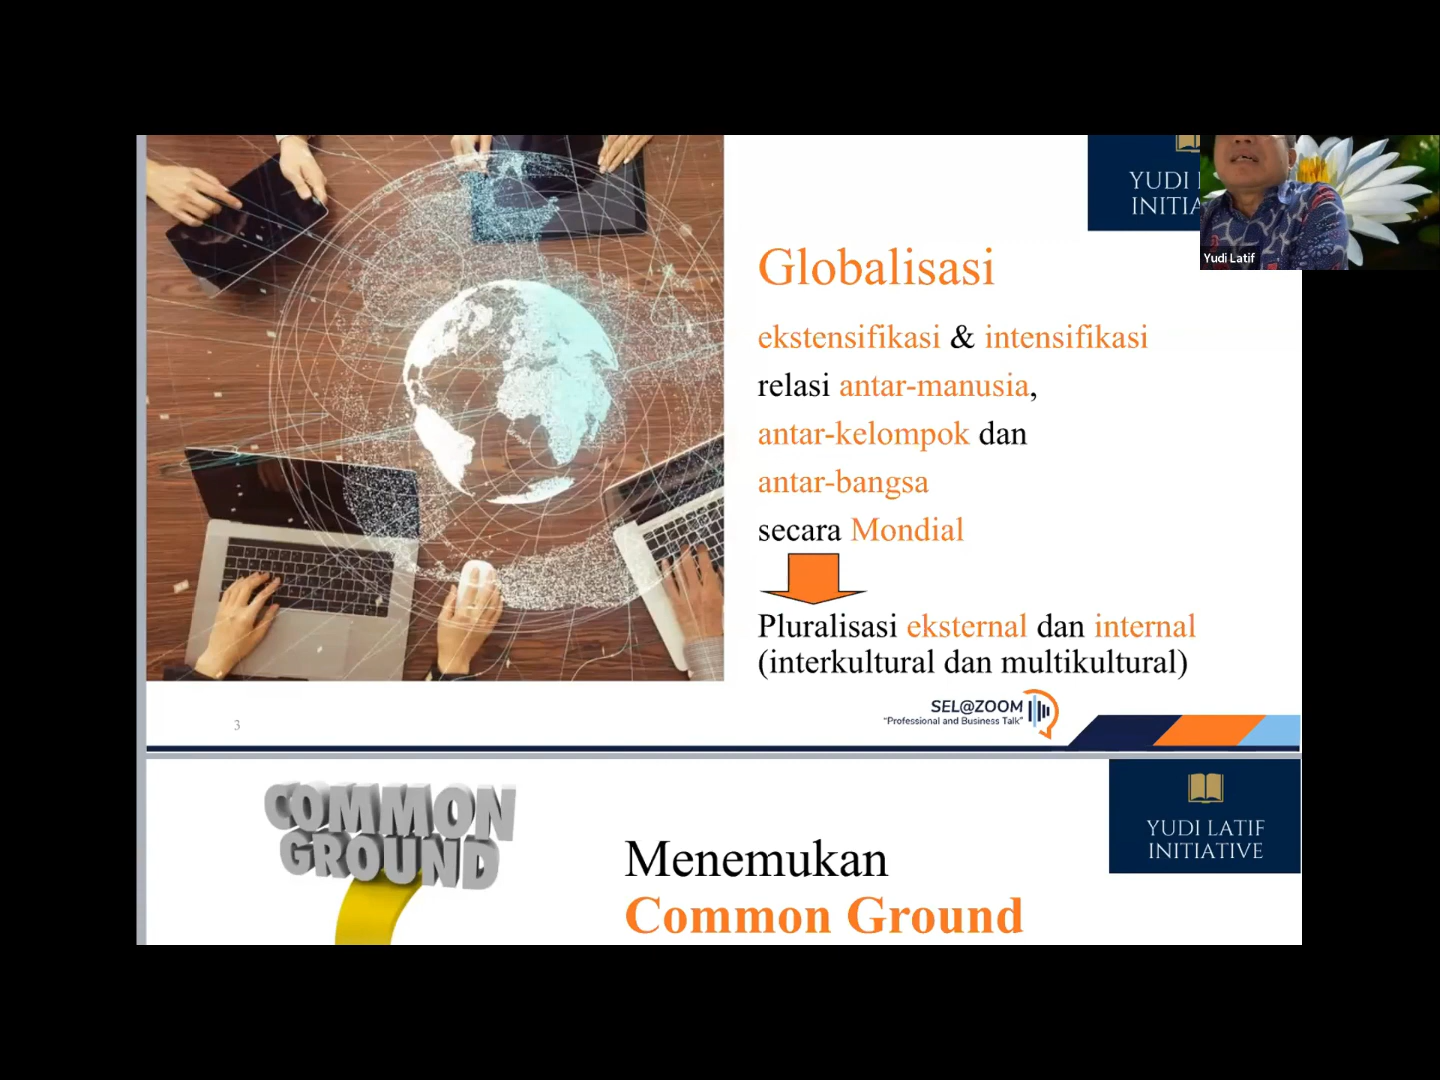 YUDI
INITIA
Yudi Latif
Globalisasi
ekstensifikasi & intensifikasi
relasi antar-manusia,
antar-kelompok dan
antar-bangsa
secara Mondial
Pluralisasi eksternal dan internal
(interkultural dan multikultural)
SEL@ZOOM
“Professional and Business Talk”
3
COMMON
GROUND
Menemukan
Common Ground
YUDI LATIF
INITIATIVE